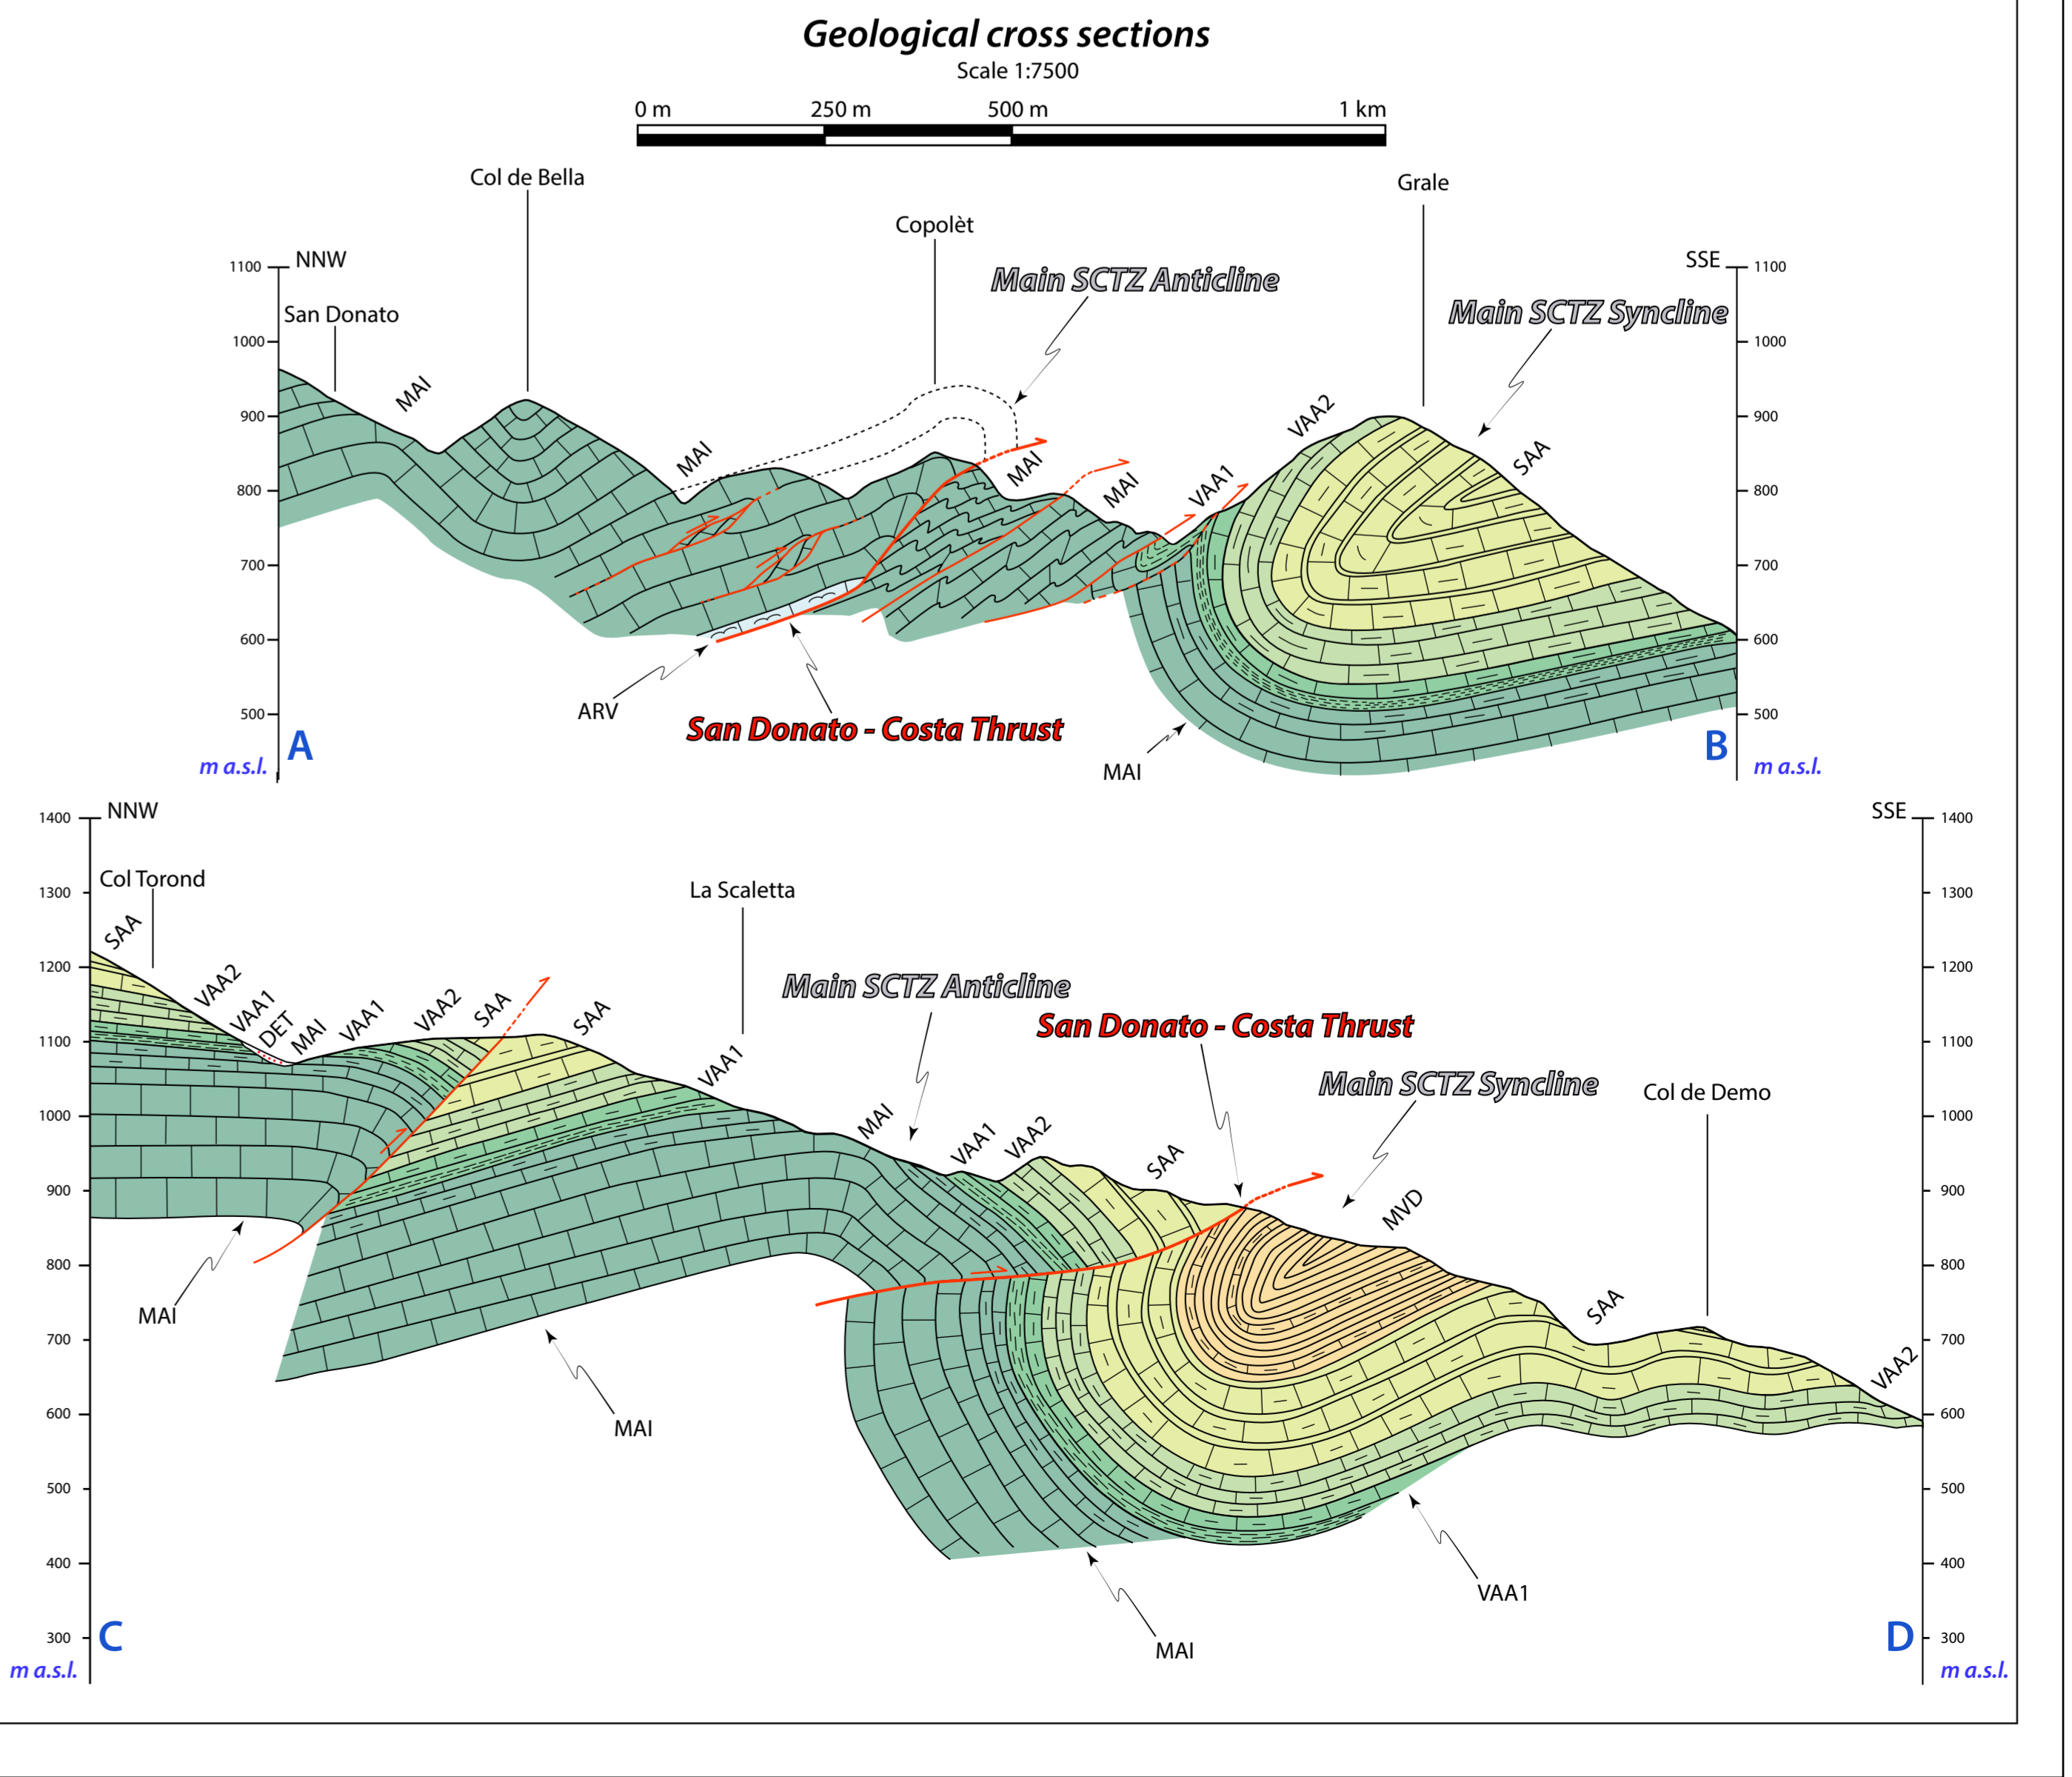 Geological cross sections
Scale 1:7500
0 m 250 m 500 m 1 km
Col de Bella
Grale
Copolèt
NNW
SSE
1100
1100
Main SCTZ Anticline
Main SCTZ Syncline
San Donato
1000
1000
MAI
VAA2
900
900
MAI
MAI
SAA
MAI
VAA1
800
800
700
700
600
600
ARV
500
500
San Donato - Costa Thrust
A
B
m a.s.l.
m a.s.l.
MAI
NNW
SSE
1400
1400
Col Torond
La Scaletta
1300
1300
SAA
1200
1200
VAA2
VAA1
DET
MAI
VAA1
VAA2
SAA
SAA
Main SCTZ Anticline
San Donato - Costa Thrust
1100
1100
VAA1
Main SCTZ Syncline
Col de Demo
1000
1000
MAI
VAA1
VAA2
SAA
900
900
MVD
800
800
MAI
SAA
700
700
VAA2
600
600
MAI
500
500
400
400
VAA1
300
300
C
D
MAI
m a.s.l.
m a.s.l.